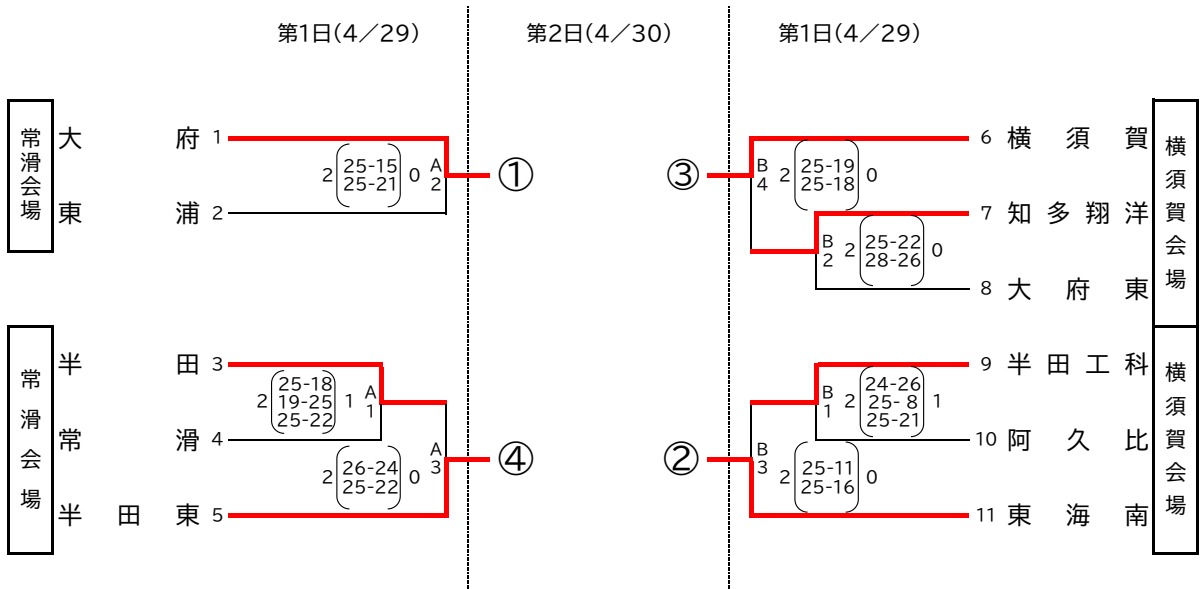 第1日(4／29)
第2日(4／30)
第1日(4／29)
常滑会場
大府 1
2 25-15 0 A
25-21 2
東浦 2
①
常滑会場
半田 3
25-18 A
2 19-25 1 1
25-22
常滑 4
A
2 26-24 0 3
25-22
半田東 5
④
横須賀会場
6 横須賀
B 2 25-19 0
4 25-18
③
7 知多翔洋
B 2 25-22 0
2 28-26
8 大府東
横須賀会場
9 半田工科
B 24-26
1 2 25- 8 1
25-21
10 阿久比
B
3 2 25-11 0
25-16
②
11 東海南